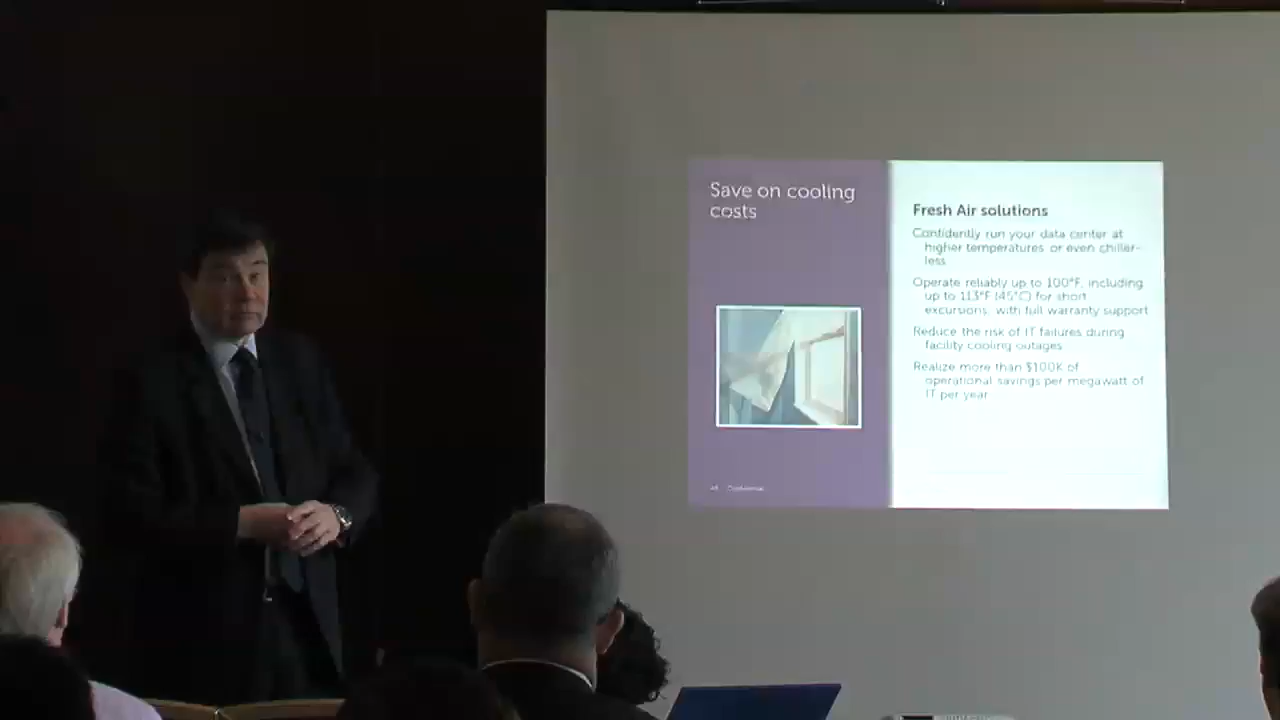 Save on cooling
costs
Fresh Air solutions
Confidently run your data center at
higher temperatures or even chiller-
less
Operate reliably up to 100°F, including
up to 113°F (45°C) for short
excursions, with full warranty support
Reduce the risk of IT failures during
facility cooling outages
Realize more than $100K of
operational savings per megawatt of
IT per year
Confidential